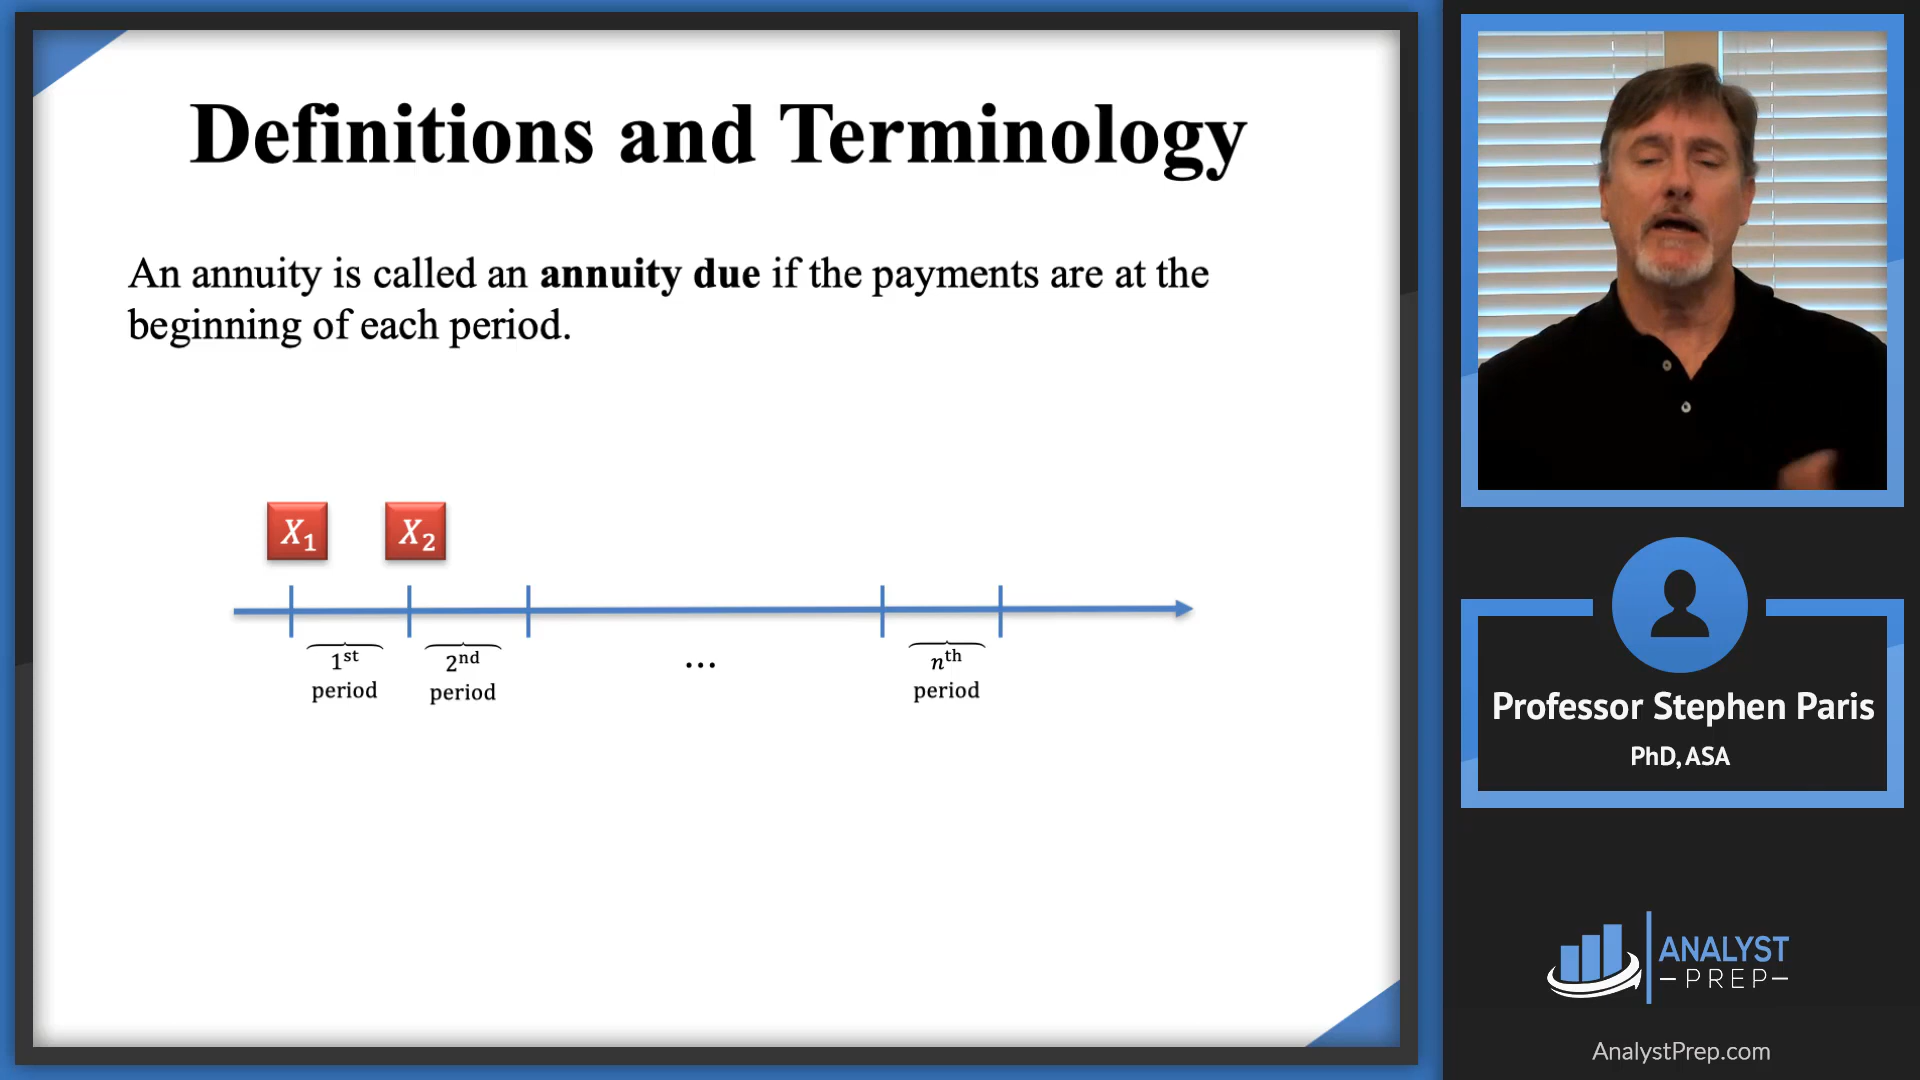 Definitions and Terminology
An annuity is called an annuity due if the payments are at the
beginning of each period.
X₁ X₂
1ˢᵗ period
2ⁿᵈ period
...
nᵗʰ period
Professor Stephen Paris
PhD, ASA
ANALYST
PREP
AnalystPrep.com